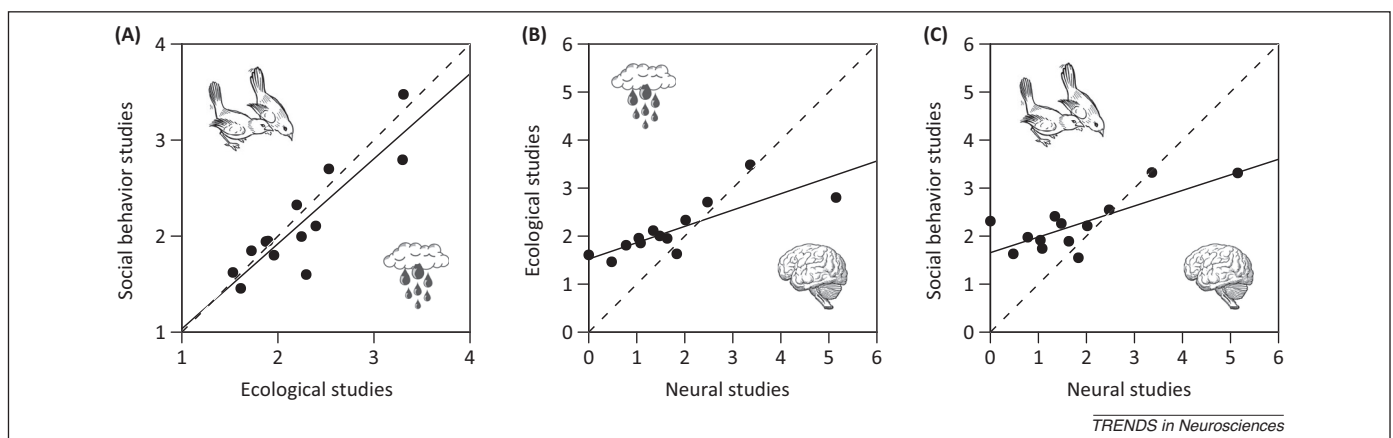 (A)
4
3
2
1
1 2 3 4
Social behavior studies
Ecological studies
(B)
6
5
4
3
2
1
0
0 1 2 3 4 5 6
Ecological studies
Neural studies
(C)
6
5
4
3
2
1
0
0 1 2 3 4 5 6
Social behavior studies
Neural studies
TRENDS in Neurosciences